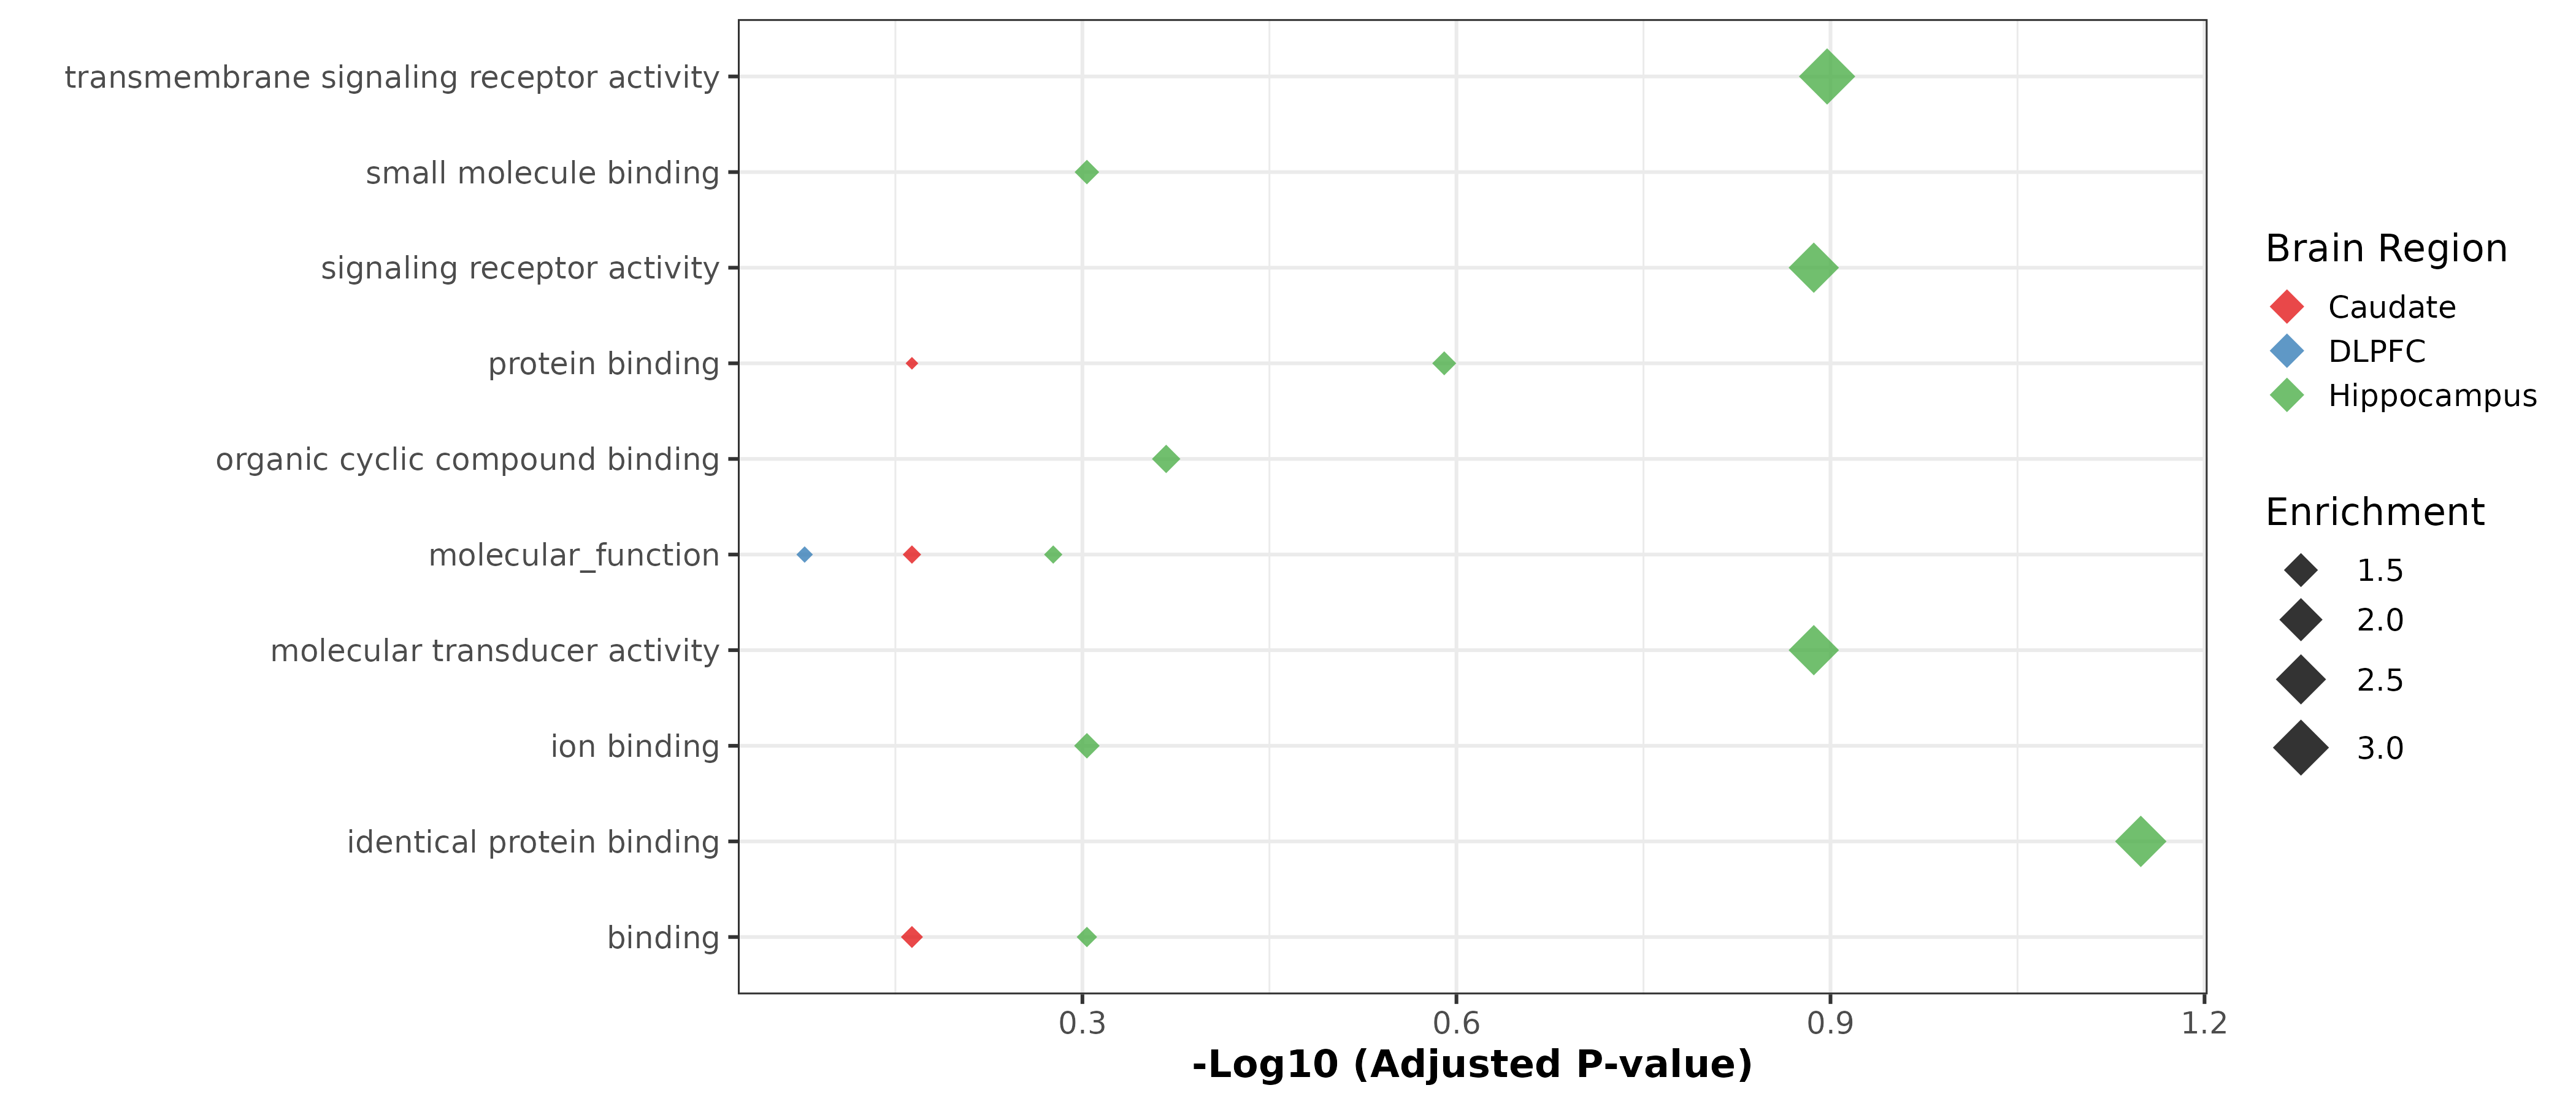 transmembrane signaling receptor activity
small molecule binding
signaling receptor activity
protein binding
organic cyclic compound binding
molecular_function
molecular transducer activity
ion binding
identical protein binding
binding
0.3
0.6
0.9
1.2
-Log10 (Adjusted P-value)
Brain Region
Caudate
DLPFC
Hippocampus
Enrichment
1.5
2.0
2.5
3.0